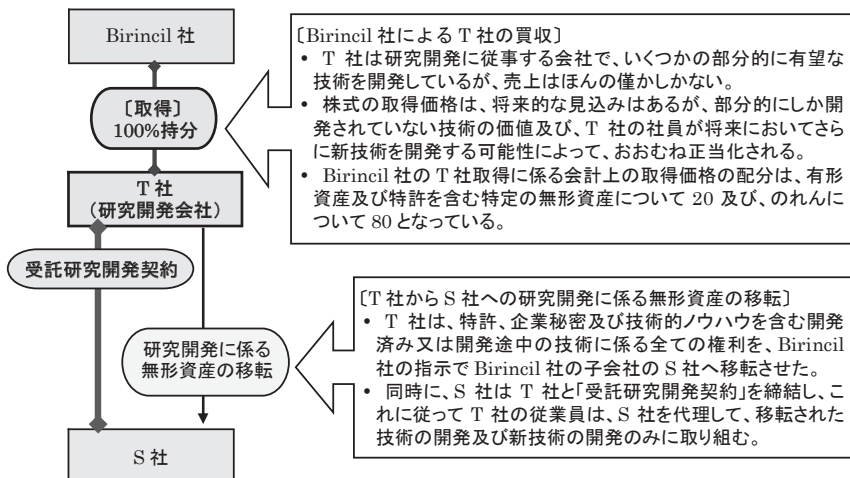 Birincil 社
〔取得〕
100%持分
T 社
(研究開発会社)
受託研究開発契約
研究開発に係る
無形資産の移転
S 社
〔Birincil 社による T 社の買収〕
• T 社は研究開発に従事する会社で、いくつかの部分的に有望な
技術を開発しているが、売上はほんの僅かしかない。
• 株式の取得価格は、将来的な見込みはあるが、部分的にしか開
発されていない技術の価値及び、T 社の社員が将来においてさら
に新技術を開発する可能性によって、おおむね正当化される。
• Birincil 社の T 社取得に係る会計上の取得価格の配分は、有形
資産及び特許を含む特定の無形資産について 20 及び、のれんに
ついて 80 となっている。
〔T 社から S 社への研究開発に係る無形資産の移転〕
• T 社は、特許、企業秘密及び技術的ノウハウを含む開発
済み又は開発途中の技術に係る全ての権利を、Birincil
社の指示で Birincil 社の子会社の S 社へ移転させた。
• 同時に、S 社は T 社と「受託研究開発契約」を締結し、こ
れに従って T 社の従業員は、S 社を代理して、移転された
技術の開発及び新技術の開発のみに取り組む。